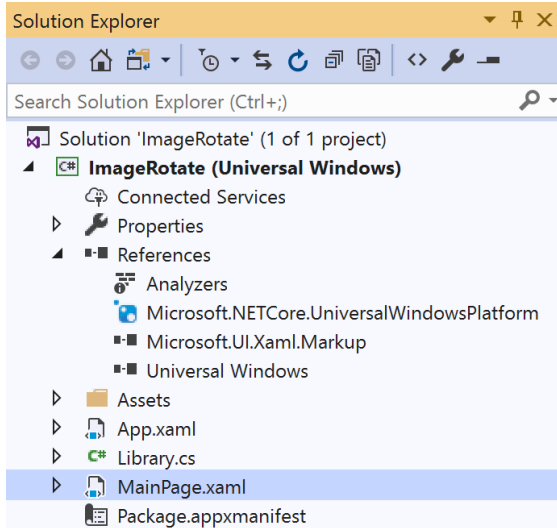 Solution Explorer
Search Solution Explorer (Ctrl+;)
Solution 'ImageRotate' (1 of 1 project)
C# ImageRotate (Universal Windows)
Connected Services
Properties
References
Analyzers
Microsoft.NETCore.UniversalWindowsPlatform
Microsoft.UI.Xaml.Markup
Universal Windows
Assets
App.xaml
C# Library.cs
MainPage.xaml
Package.appxmanifest